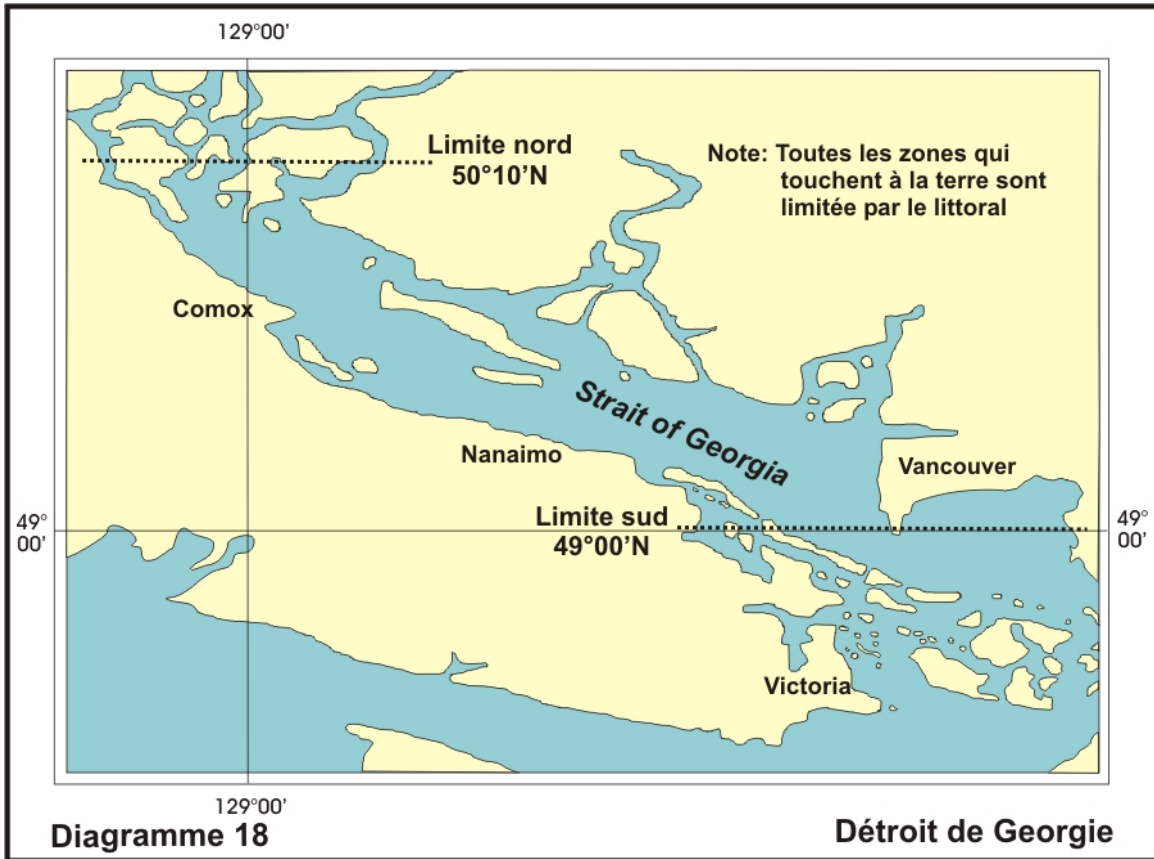 129°00'
Limite nord
50°10'N
Note: Toutes les zones qui
touchent à la terre sont
limitée par le littoral
Comox
Strait of Georgia
Nanaimo
Vancouver
49°
00'
Limite sud
49°00'N
49°
00'
Victoria
129°00'
Diagramme 18
Détroit de Georgie